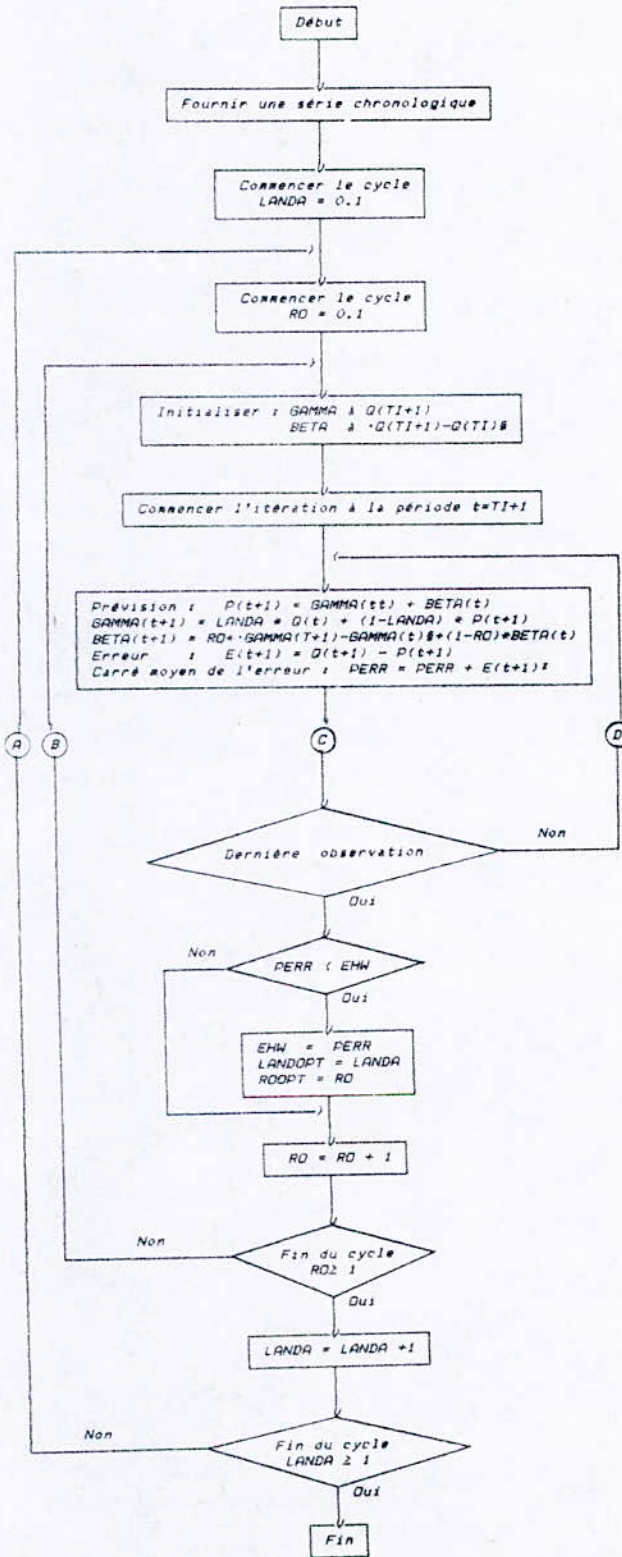 Début
Fournir une série chronologique
Commencer le cycle
LANDA = 0.1
Commencer le cycle
RO = 0.1
Initialiser : GAMMA à Q(TI+1)
BETA à ·Q(TI+1)-Q(TI)§
Commencer l'itération à la période t=TI+1
Prévision : P(t+1) = GAMMA(tt) + BETA(t)
GAMMA(t+1) = LANDA * Q(t) + (1-LANDA) * P(t+1)
BETA(t+1) = RO*·GAMMA(T+1)-GAMMA(t)§+(1-RO)*BETA(t)
Erreur : E(t+1) = Q(t+1) - P(t+1)
Carré moyen de l'erreur : PERR = PERR + E(t+1)²
A B C D
Dernière observation
Non
Oui
Non
PERR < EHW
Oui
EHW = PERR
LANDOPT = LANDA
ROOPT = RO
RO = RO + 1
Non
Fin du cycle
RO≥ 1
Oui
LANDA = LANDA +1
Non
Fin du cycle
LANDA ≥ 1
Oui
Fin